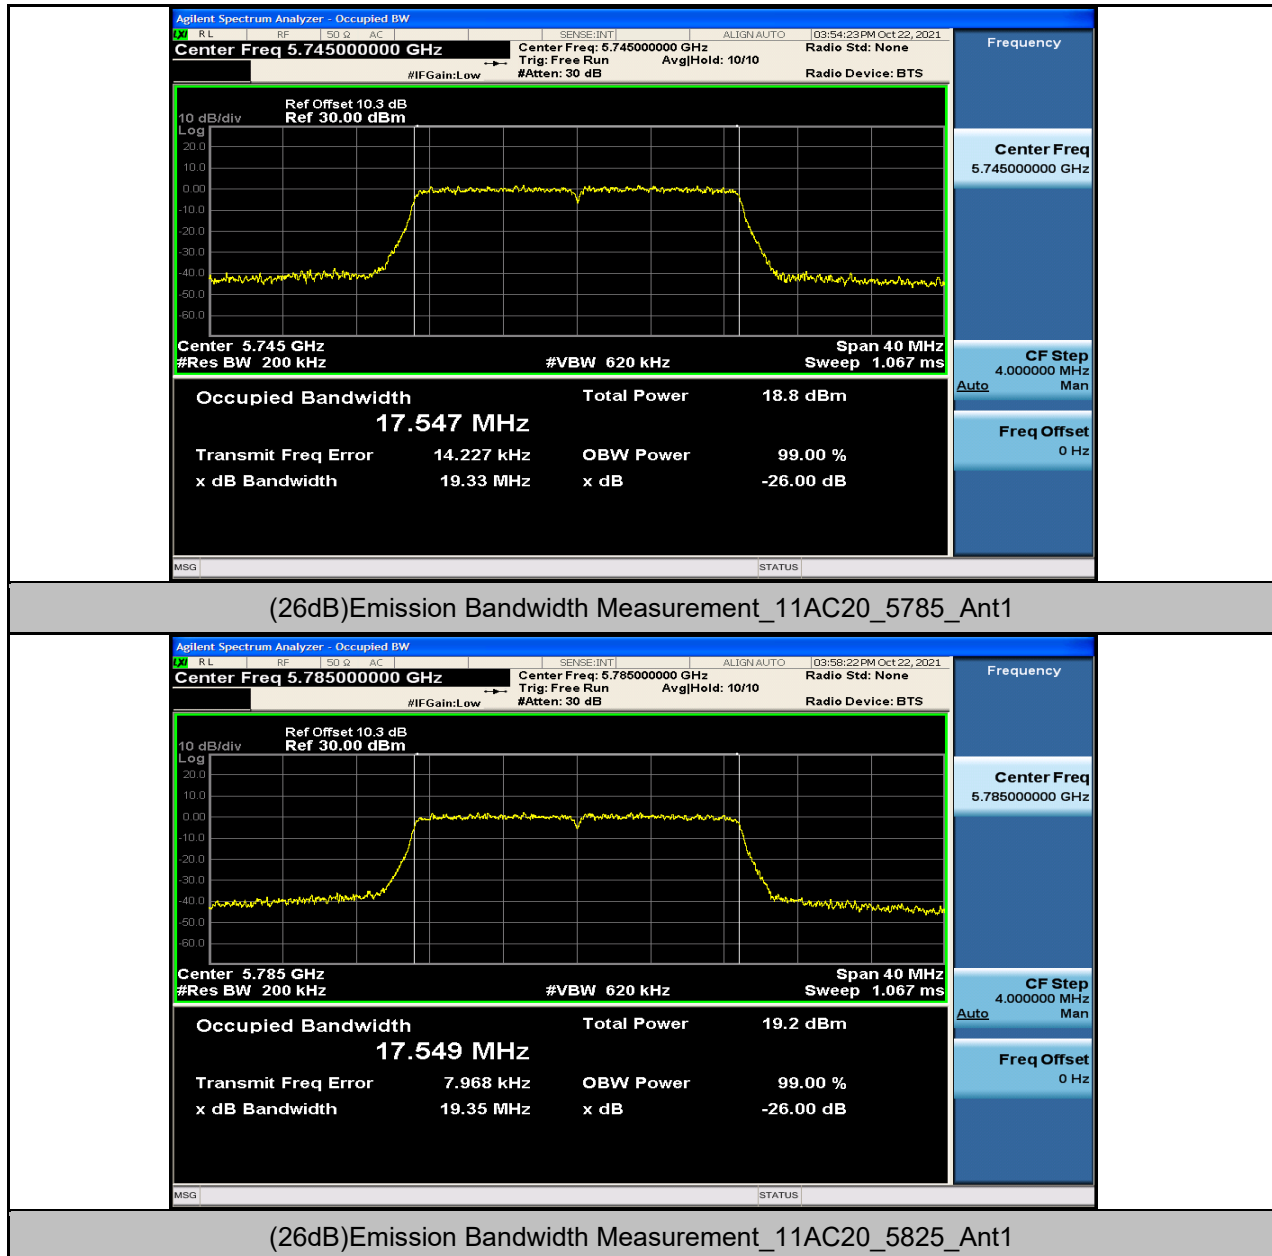 Agilent Spectrum Analyzer - Occupied BW
LXI RL RF 50 Ω AC SENSE:INT ALIGN AUTO 03:54:23 PM Oct 22, 2021
Center Freq 5.745000000 GHz Center Freq: 5.745000000 GHz Radio Std: None Frequency
Trig: Free Run Avg|Hold: 10/10
#IFGain:Low #Atten: 30 dB Radio Device: BTS
Ref Offset 10.3 dB
10 dB/div Ref 30.00 dBm
Log
20.0
10.0
0.00
-10.0
-20.0
-30.0
-40.0
-50.0
-60.0
Center Freq
5.745000000 GHz
Center 5.745 GHz Span 40 MHz
#Res BW 200 kHz #VBW 620 kHz Sweep 1.067 ms
CF Step
4.000000 MHz
Auto Man
Occupied Bandwidth Total Power 18.8 dBm
17.547 MHz
Freq Offset
0 Hz
Transmit Freq Error 14.227 kHz OBW Power 99.00 %
x dB Bandwidth 19.33 MHz x dB -26.00 dB
MSG STATUS
(26dB)Emission Bandwidth Measurement_11AC20_5785_Ant1
Agilent Spectrum Analyzer - Occupied BW
LXI RL RF 50 Ω AC SENSE:INT ALIGN AUTO 03:58:22 PM Oct 22, 2021
Center Freq 5.785000000 GHz Center Freq: 5.785000000 GHz Radio Std: None Frequency
Trig: Free Run Avg|Hold: 10/10
#IFGain:Low #Atten: 30 dB Radio Device: BTS
Ref Offset 10.3 dB
10 dB/div Ref 30.00 dBm
Log
20.0
10.0
0.00
-10.0
-20.0
-30.0
-40.0
-50.0
-60.0
Center Freq
5.785000000 GHz
Center 5.785 GHz Span 40 MHz
#Res BW 200 kHz #VBW 620 kHz Sweep 1.067 ms
CF Step
4.000000 MHz
Auto Man
Occupied Bandwidth Total Power 19.2 dBm
17.549 MHz
Freq Offset
0 Hz
Transmit Freq Error 7.968 kHz OBW Power 99.00 %
x dB Bandwidth 19.35 MHz x dB -26.00 dB
MSG STATUS
(26dB)Emission Bandwidth Measurement_11AC20_5825_Ant1